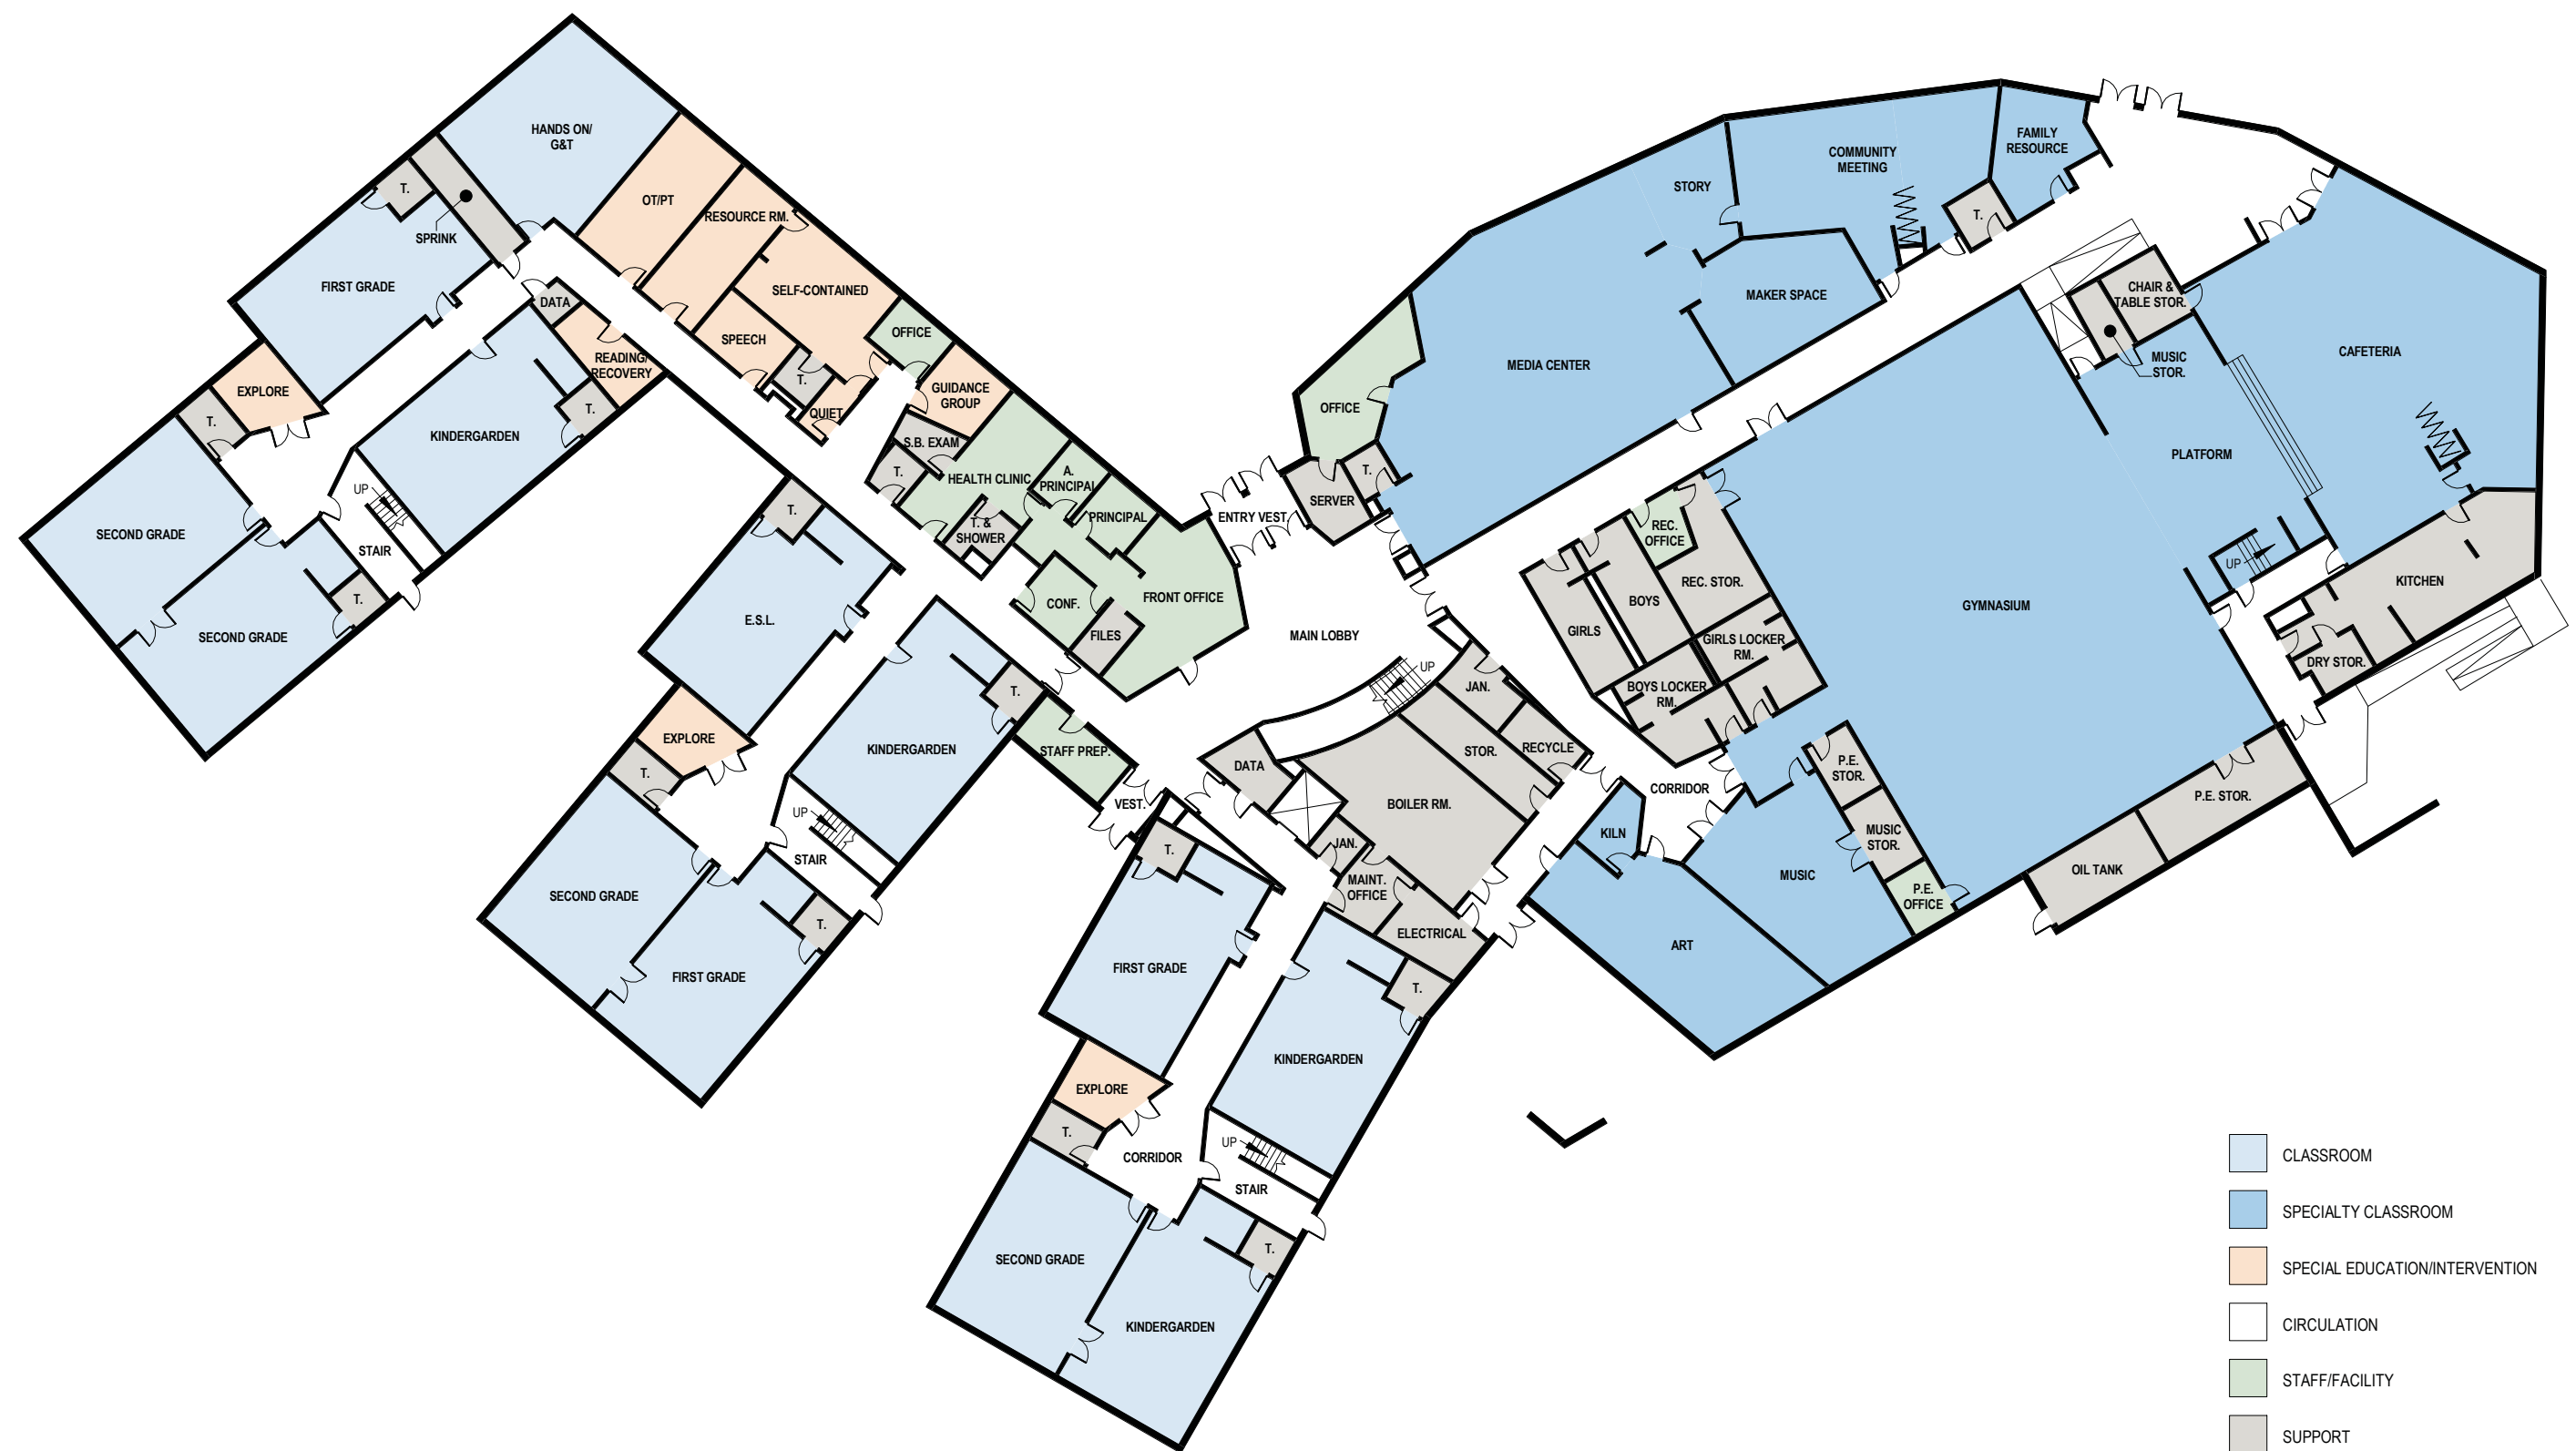 HANDS ON/
G&T
T.
SPRINK
OT/PT
RESOURCE RM.
FIRST GRADE
SELF-CONTAINED
DATA
OFFICE
SPEECH
READING/
RECOVERY
T.
EXPLORE
GUIDANCE
GROUP
QUIET
T.
T.
KINDERGARDEN
S.B. EXAM
T.
HEALTH CLINIC
A.
PRINCIPAL
PRINCIPAL
T. &
SHOWER
UP
SECOND GRADE
STAIR
T.
SECOND GRADE
CONF.
FILES
FRONT OFFICE
ENTRY VEST.
MAIN LOBBY
T.
E.S.L.
T.
EXPLORE
KINDERGARDEN
STAFF PREP.
T.
UP
STAIR
VEST.
SECOND GRADE
T.
FIRST GRADE
FAMILY
RESOURCE
COMMUNITY
MEETING
STORY
T.
MAKER SPACE
CHAIR &
TABLE STOR.
MEDIA CENTER
MUSIC
STOR.
CAFETERIA
OFFICE
T.
SERVER
PLATFORM
REC.
OFFICE
REC. STOR.
BOYS
GIRLS
GYMNASIUM
UP
KITCHEN
DRY STOR.
GIRLS LOCKER
RM.
BOYS LOCKER
RM.
UP
JAN.
STOR.
RECYCLE
DATA
BOILER RM.
CORRIDOR
P.E.
STOR.
P.E. STOR.
KILN
MUSIC
STOR.
OIL TANK
MUSIC
P.E.
OFFICE
ART
JAN.
MAINT.
OFFICE
ELECTRICAL
T.
FIRST GRADE
T.
KINDERGARDEN
EXPLORE
T.
CORRIDOR
UP
STAIR
T.
SECOND GRADE
KINDERGARDEN
CLASSROOM
SPECIALTY CLASSROOM
SPECIAL EDUCATION/INTERVENTION
CIRCULATION
STAFF/FACILITY
SUPPORT